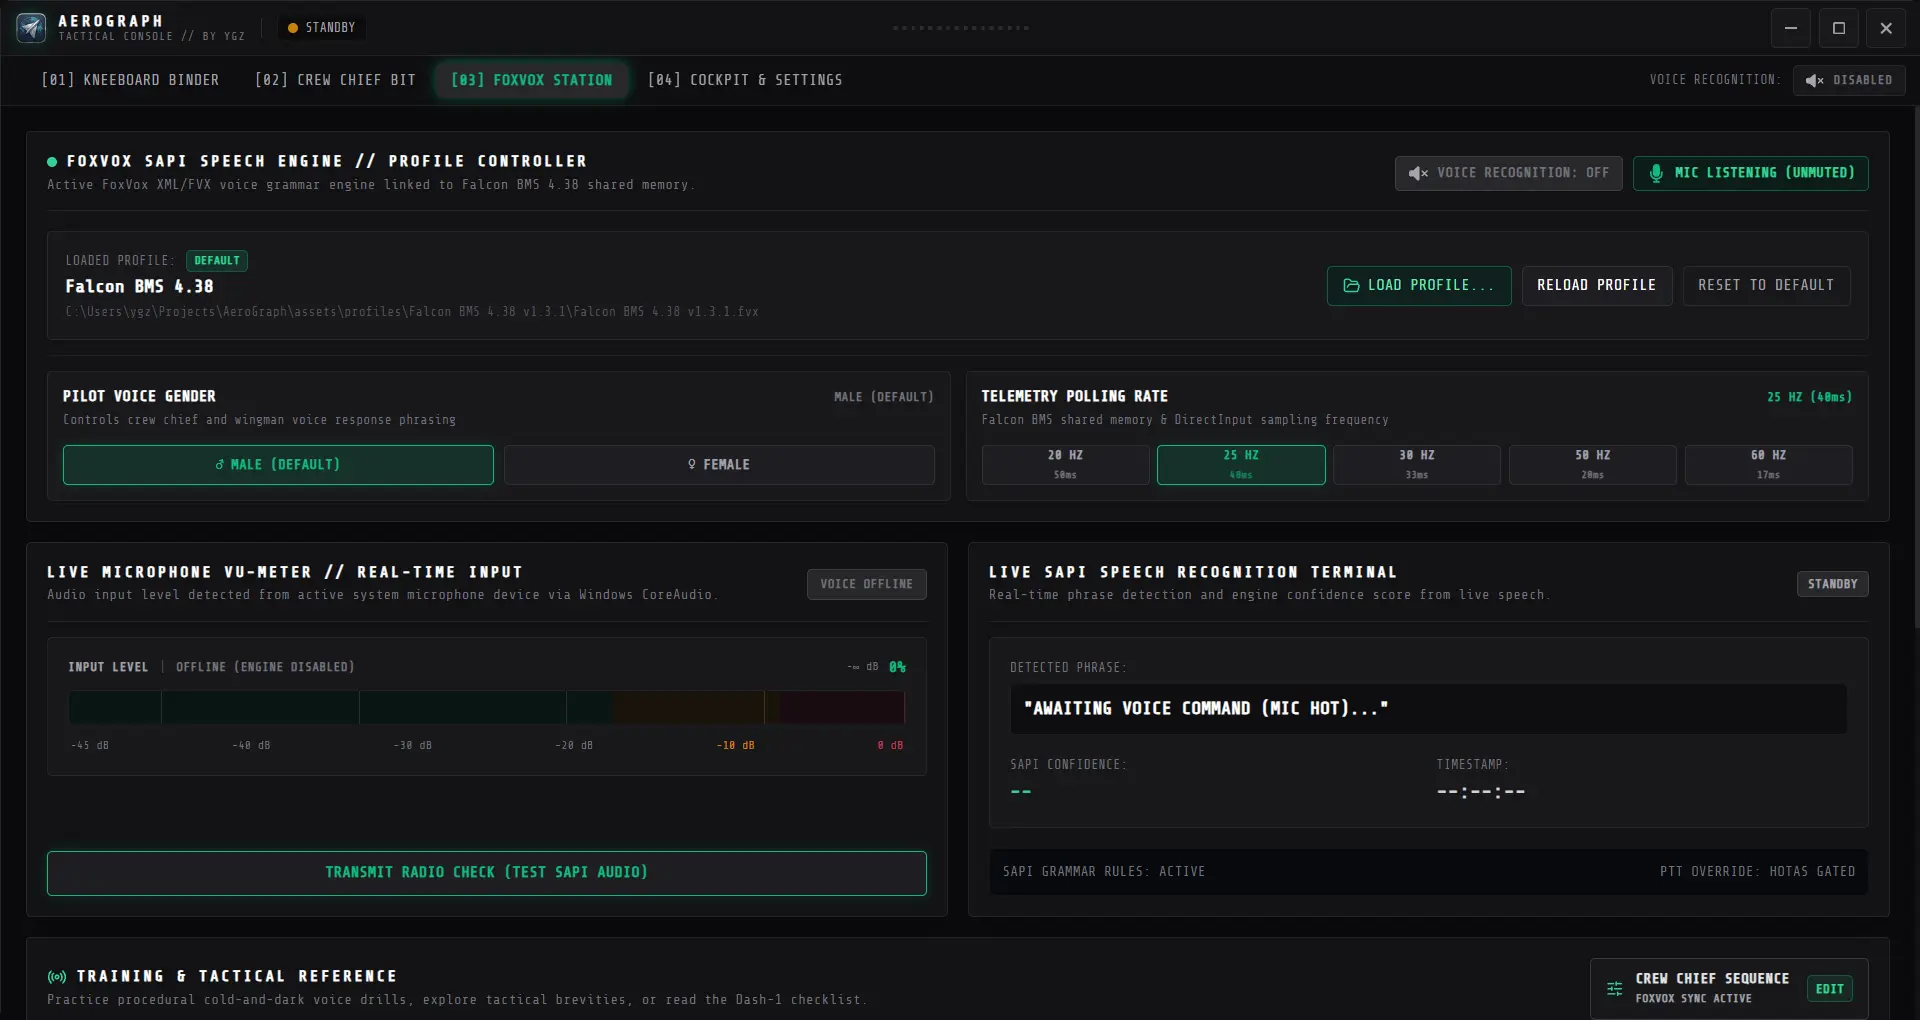 AEROGRAPH
TACTICAL CONSOLE // BY YGZ
STANDBY
[01] KNEEBOARD BINDER
[02] CREW CHIEF BIT
[03] FOXVOX STATION
[04] COCKPIT & SETTINGS
VOICE RECOGNITION:
DISABLED
FOXVOX SAPI SPEECH ENGINE // PROFILE CONTROLLER
Active FoxVox XML/FVX voice grammar engine linked to Falcon BMS 4.38 shared memory.
VOICE RECOGNITION: OFF
MIC LISTENING (UNMUTED)
LOADED PROFILE:
DEFAULT
Falcon BMS 4.38
C:\Users\ygz\Projects\AeroGraph\assets\profiles\Falcon BMS 4.38 v1.3.1\Falcon BMS 4.38 v1.3.1.fvx
LOAD PROFILE...
RELOAD PROFILE
RESET TO DEFAULT
PILOT VOICE GENDER
MALE (DEFAULT)
Controls crew chief and wingman voice response phrasing
♂ MALE (DEFAULT)
♀ FEMALE
TELEMETRY POLLING RATE
25 HZ (40ms)
Falcon BMS shared memory & DirectInput sampling frequency
20 HZ
50ms
25 HZ
40ms
30 HZ
33ms
50 HZ
20ms
60 HZ
17ms
LIVE MICROPHONE VU-METER // REAL-TIME INPUT
Audio input level detected from active system microphone device via Windows CoreAudio.
VOICE OFFLINE
INPUT LEVEL | OFFLINE (ENGINE DISABLED)
-∞ dB 0%
-45 dB
-40 dB
-30 dB
-20 dB
-10 dB
0 dB
TRANSMIT RADIO CHECK (TEST SAPI AUDIO)
LIVE SAPI SPEECH RECOGNITION TERMINAL
Real-time phrase detection and engine confidence score from live speech.
STANDBY
DETECTED PHRASE:
"AWAITING VOICE COMMAND (MIC HOT)..."
SAPI CONFIDENCE:
--
TIMESTAMP:
--:--:--
SAPI GRAMMAR RULES: ACTIVE
PTT OVERRIDE: HOTAS GATED
TRAINING & TACTICAL REFERENCE
Practice procedural cold-and-dark voice drills, explore tactical brevities, or read the Dash-1 checklist.
CREW CHIEF SEQUENCE
FOXVOX SYNC ACTIVE
EDIT